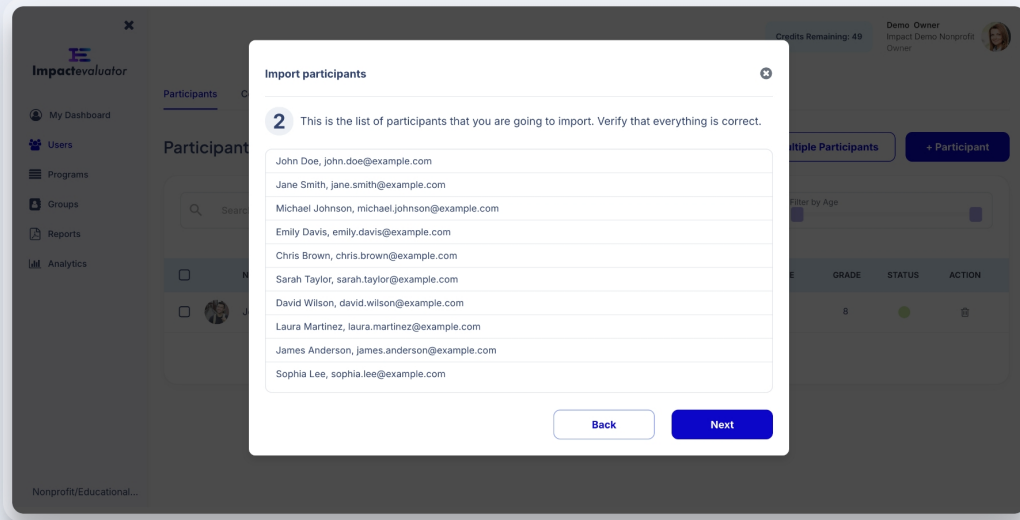 Impactevaluator
My Dashboard
Users
Programs
Groups
Reports
Analytics
Nonprofit/Educational...
Credits Remaining: 49
Demo Owner
Impact Demo Nonprofit
Owner
Participants
Participant
Multiple Participants
+ Participant
Search
Filter by Age
GRADE
STATUS
ACTION
8
Import participants
2 This is the list of participants that you are going to import. Verify that everything is correct.
John Doe, john.doe@example.com
Jane Smith, jane.smith@example.com
Michael Johnson, michael.johnson@example.com
Emily Davis, emily.davis@example.com
Chris Brown, chris.brown@example.com
Sarah Taylor, sarah.taylor@example.com
David Wilson, david.wilson@example.com
Laura Martinez, laura.martinez@example.com
James Anderson, james.anderson@example.com
Sophia Lee, sophia.lee@example.com
Back
Next